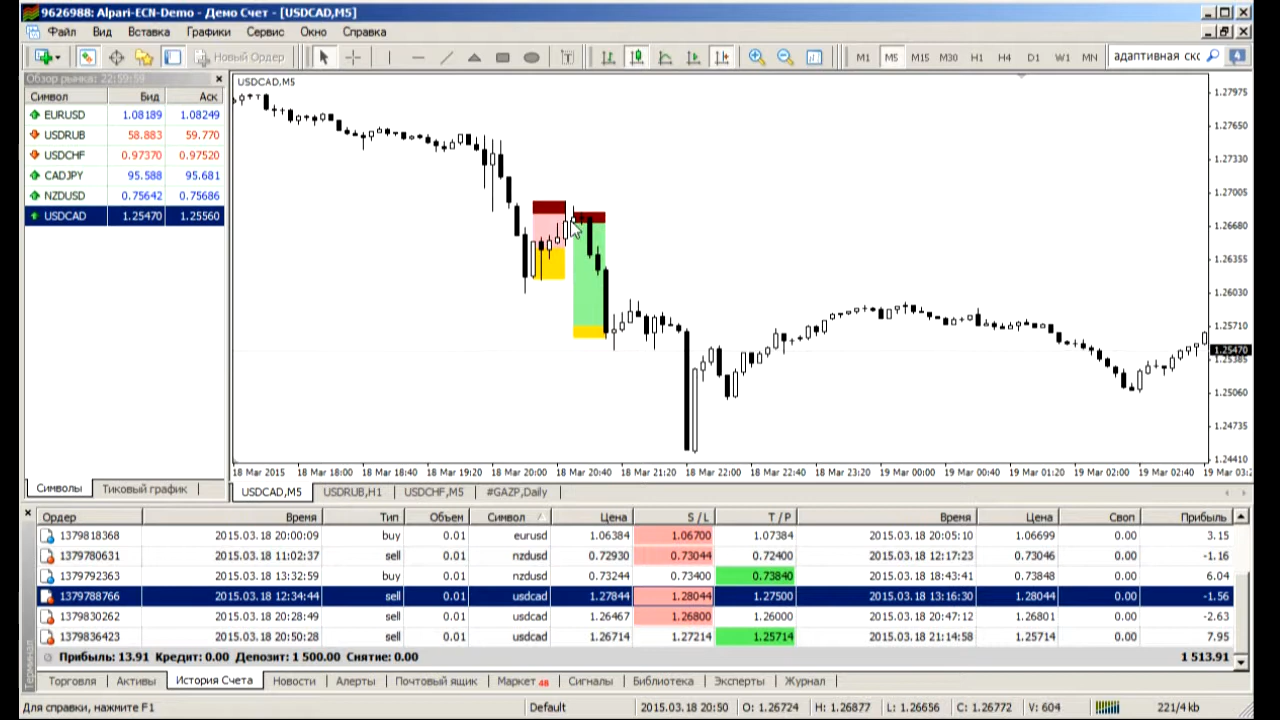 9626988: Alpari-ECN-Demo - Демо Счет - [USDCAD,M5]
Файл Вид Вставка Графики Сервис Окно Справка
Новый Ордер M1 M5 M15 M30 H1 H4 D1 W1 MN адаптивная скс
Обзор рынка: 22:59:59
Символ Бид Аск
EURUSD 1.08189 1.08249
USDRUB 58.883 59.770
USDCHF 0.97370 0.97520
CADJPY 95.588 95.681
NZDUSD 0.75642 0.75686
USDCAD 1.25470 1.25560
Символы Тиковый график
USDCAD,M5
1.27975
1.27650
1.27330
1.27005
1.26680
1.26355
1.26030
1.25710
1.25470
1.25385
1.25060
1.24735
1.24410
18 Mar 2015 18 Mar 18:00 18 Mar 18:40 18 Mar 19:20 18 Mar 20:00 18 Mar 20:40 18 Mar 21:20 18 Mar 22:00 18 Mar 22:40 18 Mar 23:20 19 Mar 00:00 19 Mar 00:40 19 Mar 01:20 19 Mar 02:00 19 Mar 02:40 19 Mar 03:2
USDCAD,M5 USDRUB,H1 USDCHF,M5 #GAZP,Daily
Ордер Время Тип Объем Символ Цена S / L T / P Время Цена Своп Прибыль
1379818368 2015.03.18 20:00:09 buy 0.01 eurusd 1.06384 1.06700 1.07384 2015.03.18 20:05:10 1.06699 0.00 3.15
1379780631 2015.03.18 11:02:37 sell 0.01 nzdusd 0.72930 0.73044 0.72400 2015.03.18 12:17:23 0.73046 0.00 -1.16
1379792363 2015.03.18 13:32:59 buy 0.01 nzdusd 0.73244 0.73400 0.73840 2015.03.18 18:43:41 0.73848 0.00 6.04
1379788766 2015.03.18 12:34:44 sell 0.01 usdcad 1.27844 1.28044 1.27500 2015.03.18 13:16:30 1.28044 0.00 -1.56
1379830262 2015.03.18 20:28:49 sell 0.01 usdcad 1.26467 1.26800 1.26000 2015.03.18 20:47:12 1.26801 0.00 -2.63
1379836423 2015.03.18 20:50:28 sell 0.01 usdcad 1.26714 1.27214 1.25714 2015.03.18 21:14:58 1.25714 0.00 7.95
Прибыль: 13.91 Кредит: 0.00 Депозит: 1 500.00 Снятие: 0.00 1 513.91
Терминал
Торговля Активы История Счета Новости Алерты Почтовый ящик Маркет 48 Сигналы Библиотека Эксперты Журнал
Для справки, нажмите F1 Default 2015.03.18 20:50 O: 1.26724 H: 1.26877 L: 1.26656 C: 1.26772 V: 604 221/4 kb